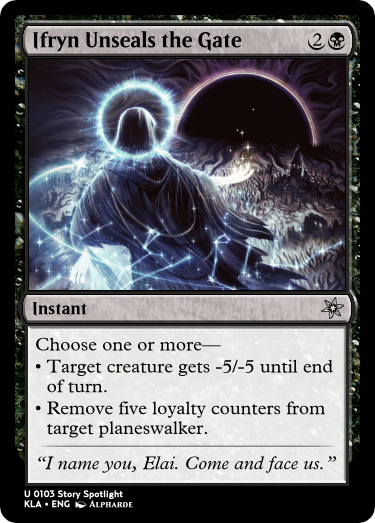 Ifryn Unseals the Gate 2
Instant
Choose one or more—
• Target creature gets -5/-5 until end
of turn.
• Remove five loyalty counters from
target planeswalker.
“I name you, Elai. Come and face us.”
U 0103 Story Spotlight
KLA • ENG ALPHARDE